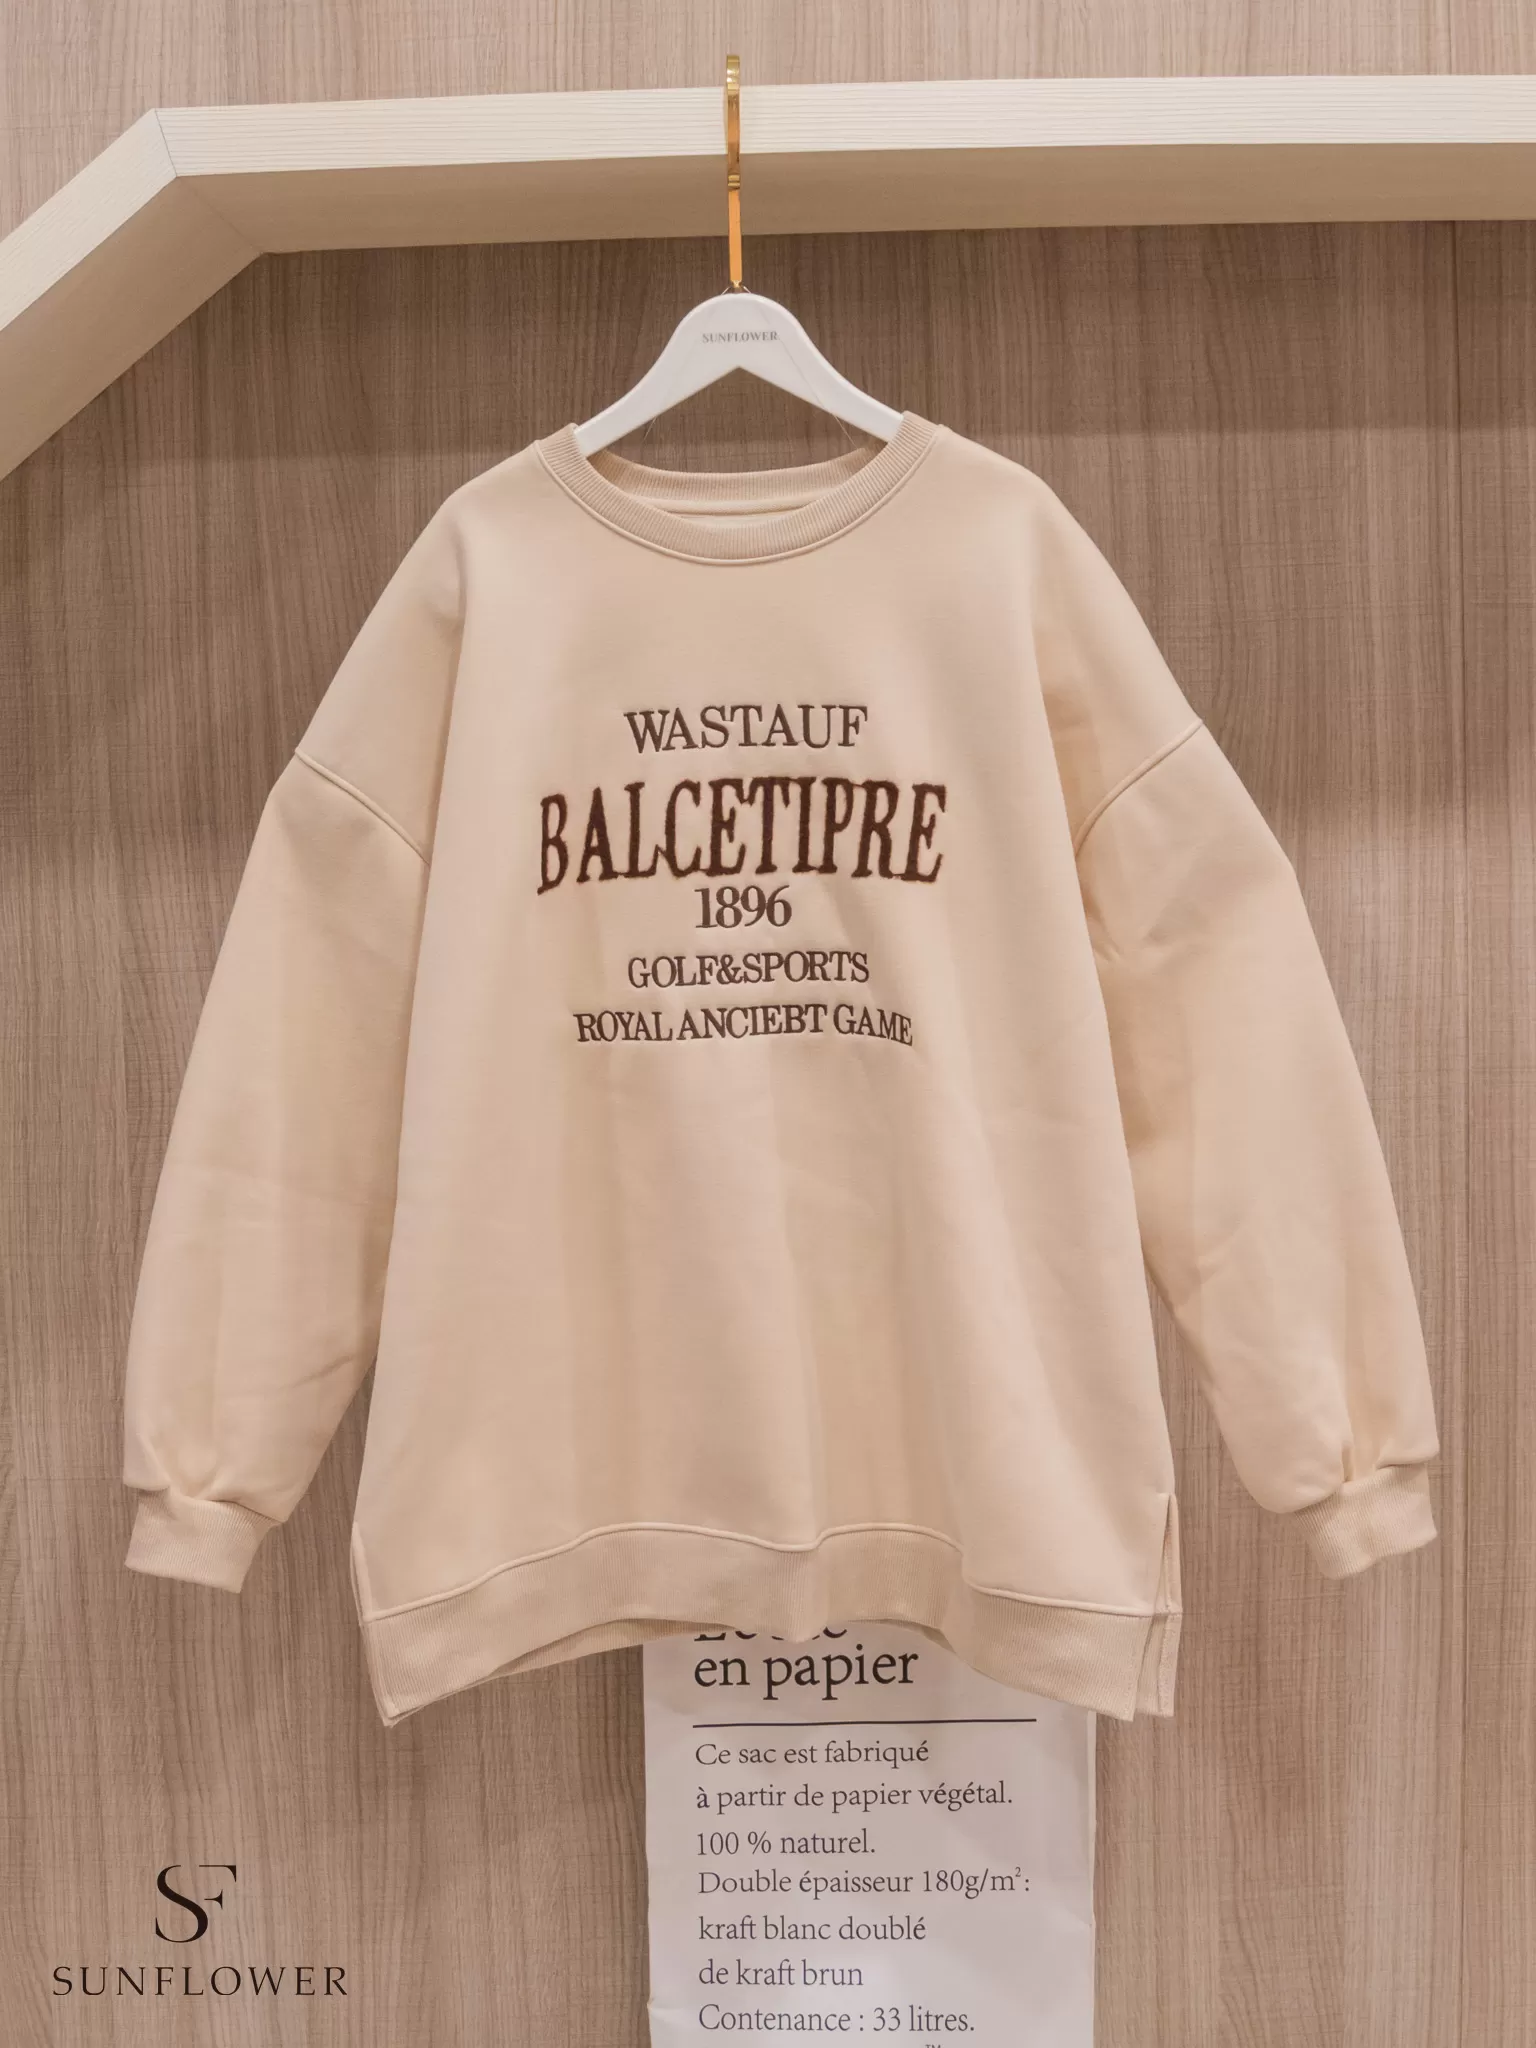 SUNFLOWER
WASTAUF
BALCETIPRE
1896
GOLF&SPORTS
ROYAL ANCIEBT GAME
en papier
Ce sac est fabriqué
à partir de papier végétal.
100 % naturel.
Double épaisseur 180g/m²:
kraft blanc doublé
de kraft brun
Contenance : 33 litres.
TM
SF
SUNFLOWER